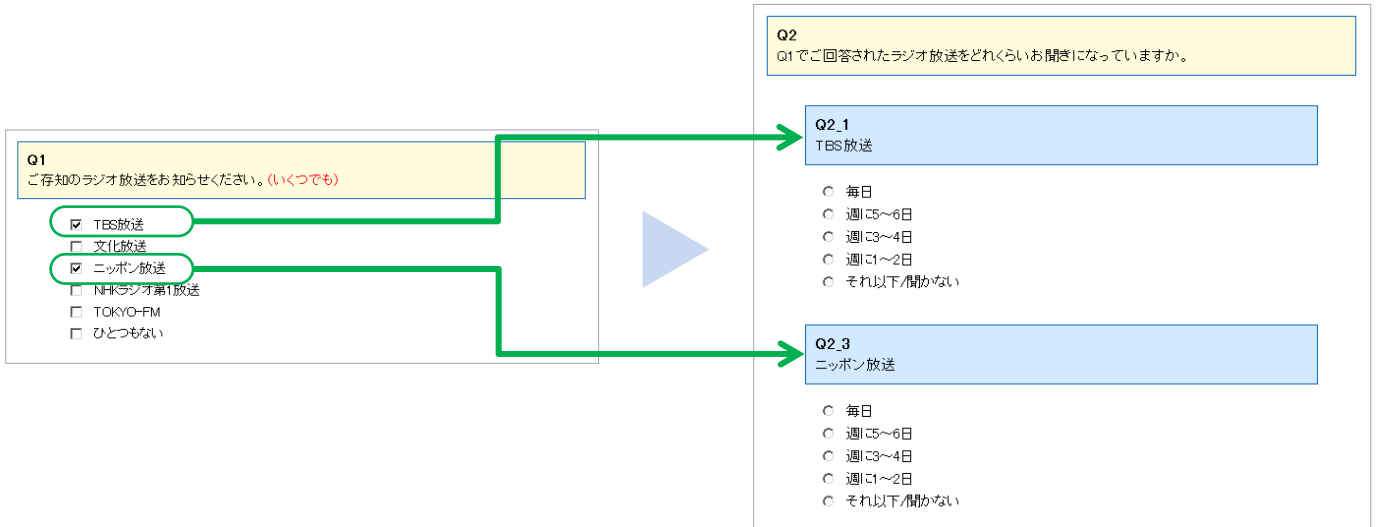 Q1
ご存知のラジオ放送をお知らせください。(いくつでも)
TBS放送
文化放送
ニッポン放送
NHKラジオ第1放送
TOKYO-FM
ひとつもない
Q2
Q1でご回答されたラジオ放送をどれくらいお聞きになっていますか。
Q2_1
TBS放送
毎日
週に5～6日
週に3～4日
週に1～2日
それ以下/聞かない
Q2_3
ニッポン放送
毎日
週に5～6日
週に3～4日
週に1～2日
それ以下/聞かない